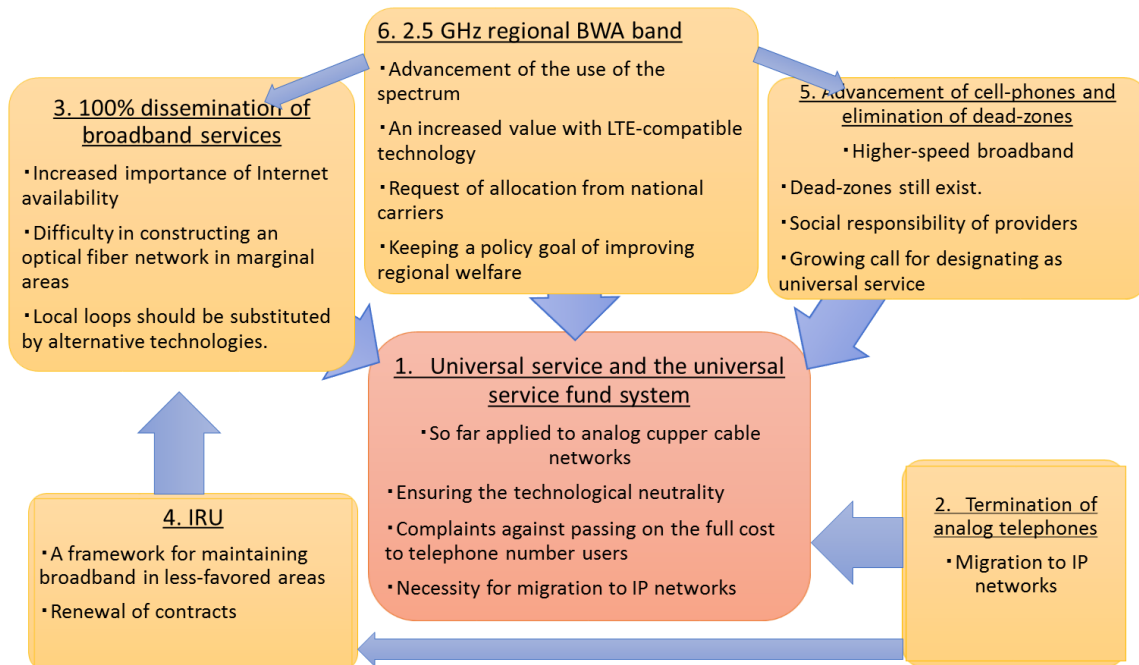 6. 2.5 GHz regional BWA band
・Advancement of the use of the
spectrum
・An increased value with LTE-compatible
technology
・Request of allocation from national
carriers
・Keeping a policy goal of improving
regional welfare
3. 100% dissemination of
broadband services
・Increased importance of Internet
availability
・Difficulty in constructing an
optical fiber network in marginal
areas
・Local loops should be substituted
by alternative technologies.
5. Advancement of cell-phones and
elimination of dead-zones
・Higher-speed broadband
・Dead-zones still exist.
・Social responsibility of providers
・Growing call for designating as
universal service
1. Universal service and the universal
service fund system
・So far applied to analog cupper cable
networks
・Ensuring the technological neutrality
・Complaints against passing on the full cost
to telephone number users
・Necessity for migration to IP networks
4. IRU
・A framework for maintaining
broadband in less-favored areas
・Renewal of contracts
2. Termination of
analog telephones
・Migration to IP
networks